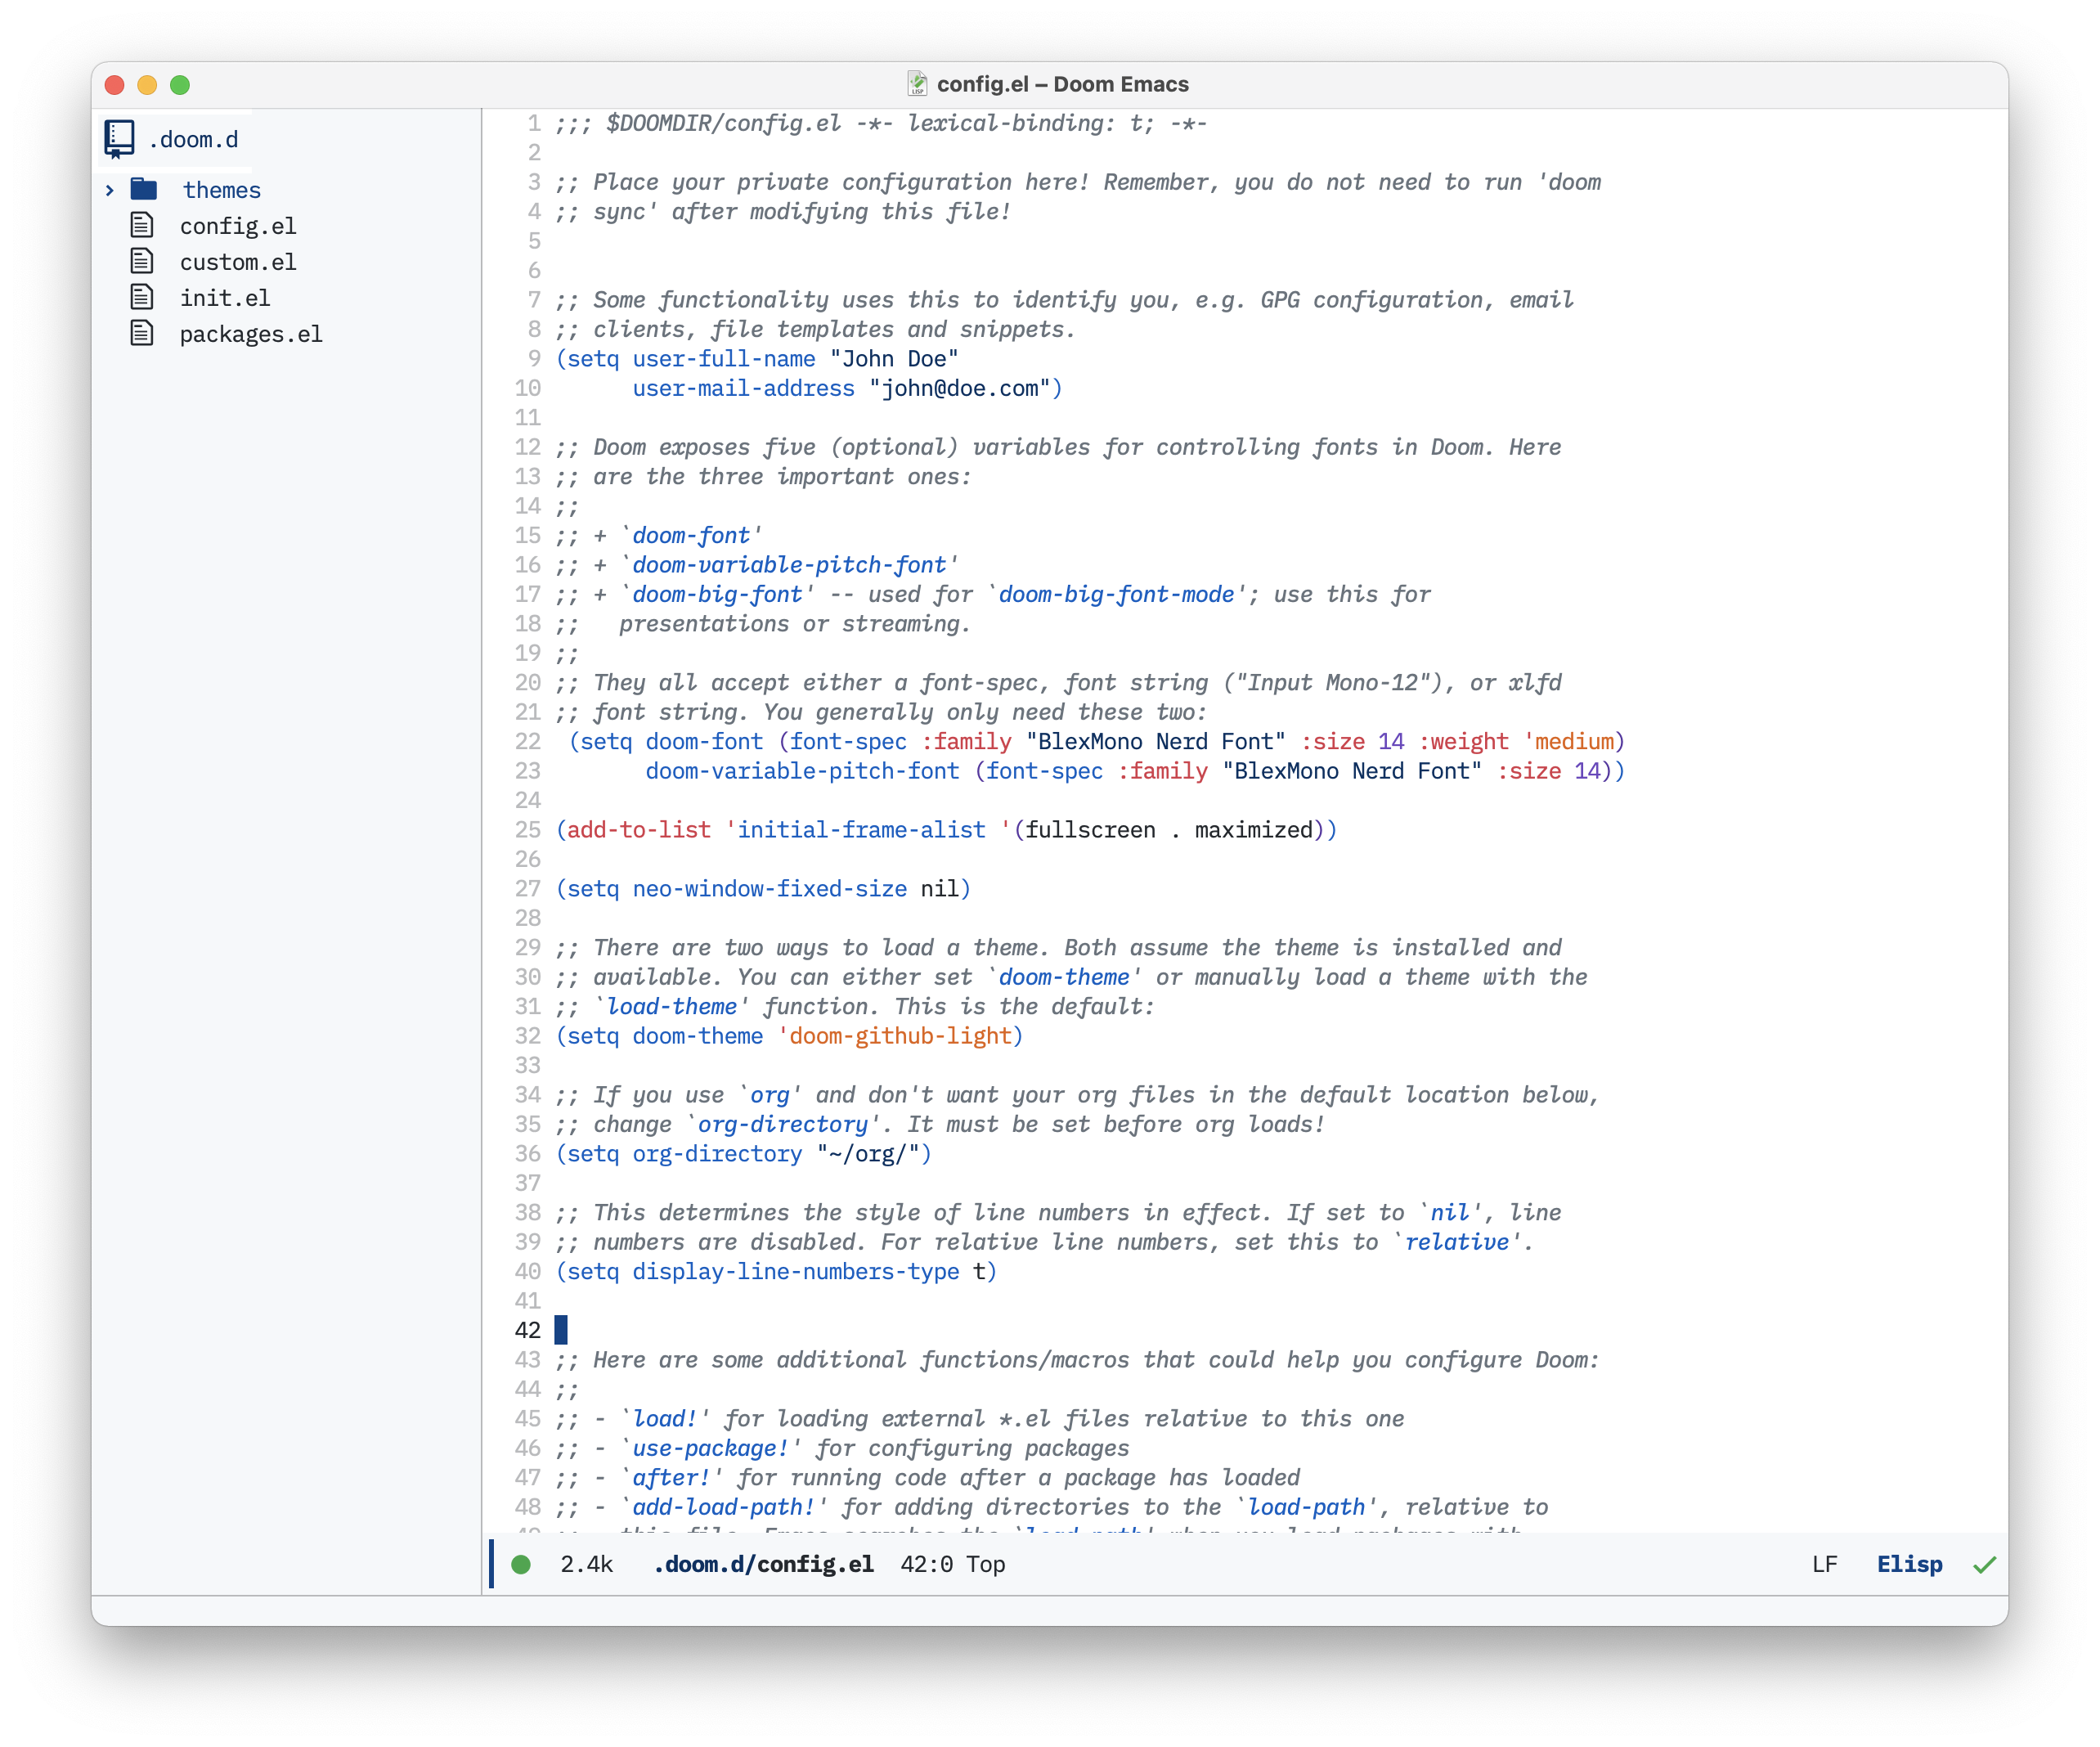 config.el – Doom Emacs
.doom.d
themes
config.el
custom.el
init.el
packages.el
1 ;;; $DOOMDIR/config.el -*- lexical-binding: t; -*-
2
3 ;; Place your private configuration here! Remember, you do not need to run 'doom
4 ;; sync' after modifying this file!
5
6
7 ;; Some functionality uses this to identify you, e.g. GPG configuration, email
8 ;; clients, file templates and snippets.
9 (setq user-full-name "John Doe"
10       user-mail-address "john@doe.com")
11
12 ;; Doom exposes five (optional) variables for controlling fonts in Doom. Here
13 ;; are the three important ones:
14 ;;
15 ;; + `doom-font'
16 ;; + `doom-variable-pitch-font'
17 ;; + `doom-big-font' -- used for `doom-big-font-mode'; use this for
18 ;;   presentations or streaming.
19 ;;
20 ;; They all accept either a font-spec, font string ("Input Mono-12"), or xlfd
21 ;; font string. You generally only need these two:
22  (setq doom-font (font-spec :family "BlexMono Nerd Font" :size 14 :weight 'medium)
23        doom-variable-pitch-font (font-spec :family "BlexMono Nerd Font" :size 14))
24
25 (add-to-list 'initial-frame-alist '(fullscreen . maximized))
26
27 (setq neo-window-fixed-size nil)
28
29 ;; There are two ways to load a theme. Both assume the theme is installed and
30 ;; available. You can either set `doom-theme' or manually load a theme with the
31 ;; `load-theme' function. This is the default:
32 (setq doom-theme 'doom-github-light)
33
34 ;; If you use `org' and don't want your org files in the default location below,
35 ;; change `org-directory'. It must be set before org loads!
36 (setq org-directory "~/org/")
37
38 ;; This determines the style of line numbers in effect. If set to `nil', line
39 ;; numbers are disabled. For relative line numbers, set this to `relative'.
40 (setq display-line-numbers-type t)
41
42
43 ;; Here are some additional functions/macros that could help you configure Doom:
44 ;;
45 ;; - `load!' for loading external *.el files relative to this one
46 ;; - `use-package!' for configuring packages
47 ;; - `after!' for running code after a package has loaded
48 ;; - `add-load-path!' for adding directories to the `load-path', relative to
49 ;;   this file. Emacs searches the `load-path' when you load packages with
2.4k .doom.d/config.el 42:0 Top LF Elisp